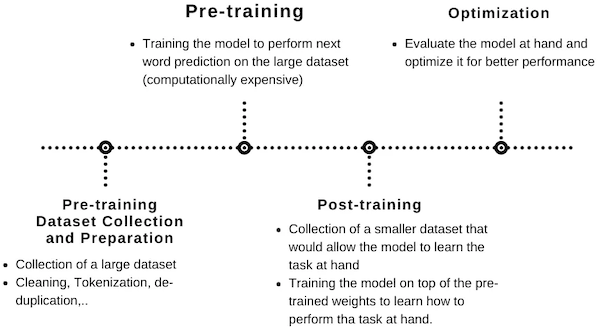 Pre-training
• Training the model to perform next
word prediction on the large dataset
(computationally expensive)
Optimization
• Evaluate the model at hand and
optimize it for better performance
Pre-training
Dataset Collection
and Preparation
• Collection of a large dataset
• Cleaning, Tokenization, de-
duplication,..
Post-training
• Collection of a smaller dataset that
would allow the model to learn the
task at hand
• Training the model on top of the pre-
trained weights to learn how to
perform tha task at hand.